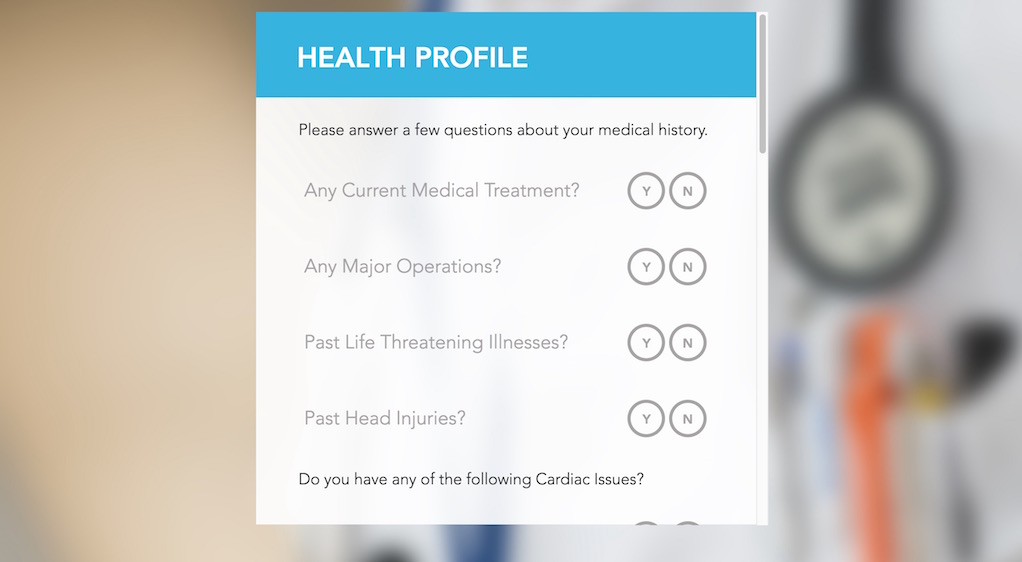 HEALTH PROFILE
Please answer a few questions about your medical history.
Any Current Medical Treatment? Y N
Any Major Operations? Y N
Past Life Threatening Illnesses? Y N
Past Head Injuries? Y N
Do you have any of the following Cardiac Issues?